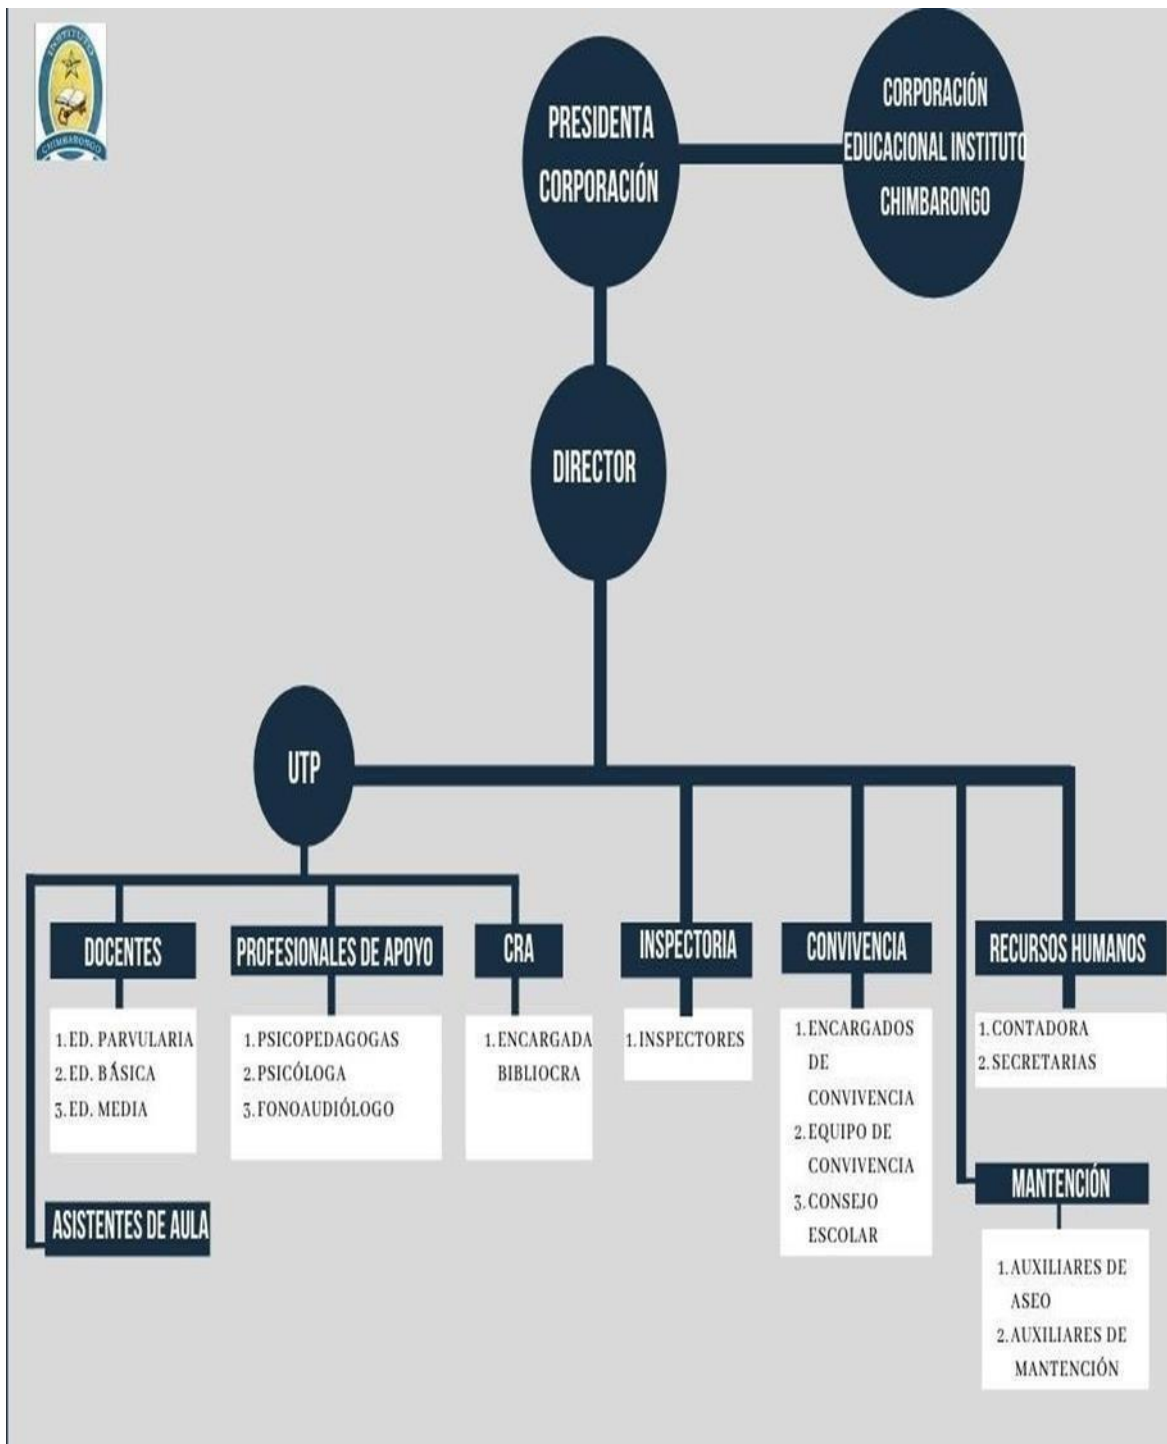 INSTITUTO
CHIMBARONGO
PRESIDENTA
CORPORACIÓN
CORPORACIÓN
EDUCACIONAL INSTITUTO
CHIMBARONGO
DIRECTOR
UTP
DOCENTES
1. ED. PARVULARIA
2. ED. BÁSICA
3. ED. MEDIA
PROFESIONALES DE APOYO
1. PSICOPEDAGOGAS
2. PSICÓLOGA
3. FONOAUDIÓLOGO
CRA
1. ENCARGADA
BIBLIOCRA
INSPECTORIA
1. INSPECTORES
CONVIVENCIA
1. ENCARGADOS
DE
CONVIVENCIA
2. EQUIPO DE
CONVIVENCIA
3. CONSEJO
ESCOLAR
RECURSOS HUMANOS
1. CONTADORA
2. SECRETARIAS
ASISTENTES DE AULA
MANTENCIÓN
1. AUXILIARES DE
ASEO
2. AUXILIARES DE
MANTENCIÓN